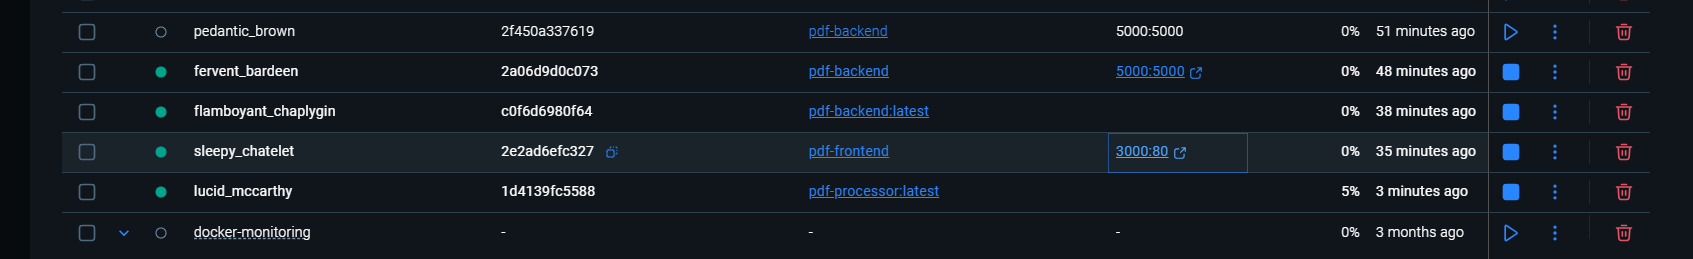 pedantic_brown 2f450a337619 pdf-backend 5000:5000 0% 51 minutes ago
fervent_bardeen 2a06d9d0c073 pdf-backend 5000:5000 0% 48 minutes ago
flamboyant_chaplygin c0f6d6980f64 pdf-backend:latest 0% 38 minutes ago
sleepy_chatelet 2e2ad6efc327 pdf-frontend 3000:80 0% 35 minutes ago
lucid_mccarthy 1d4139fc5588 pdf-processor:latest 5% 3 minutes ago
docker-monitoring - - - 0% 3 months ago